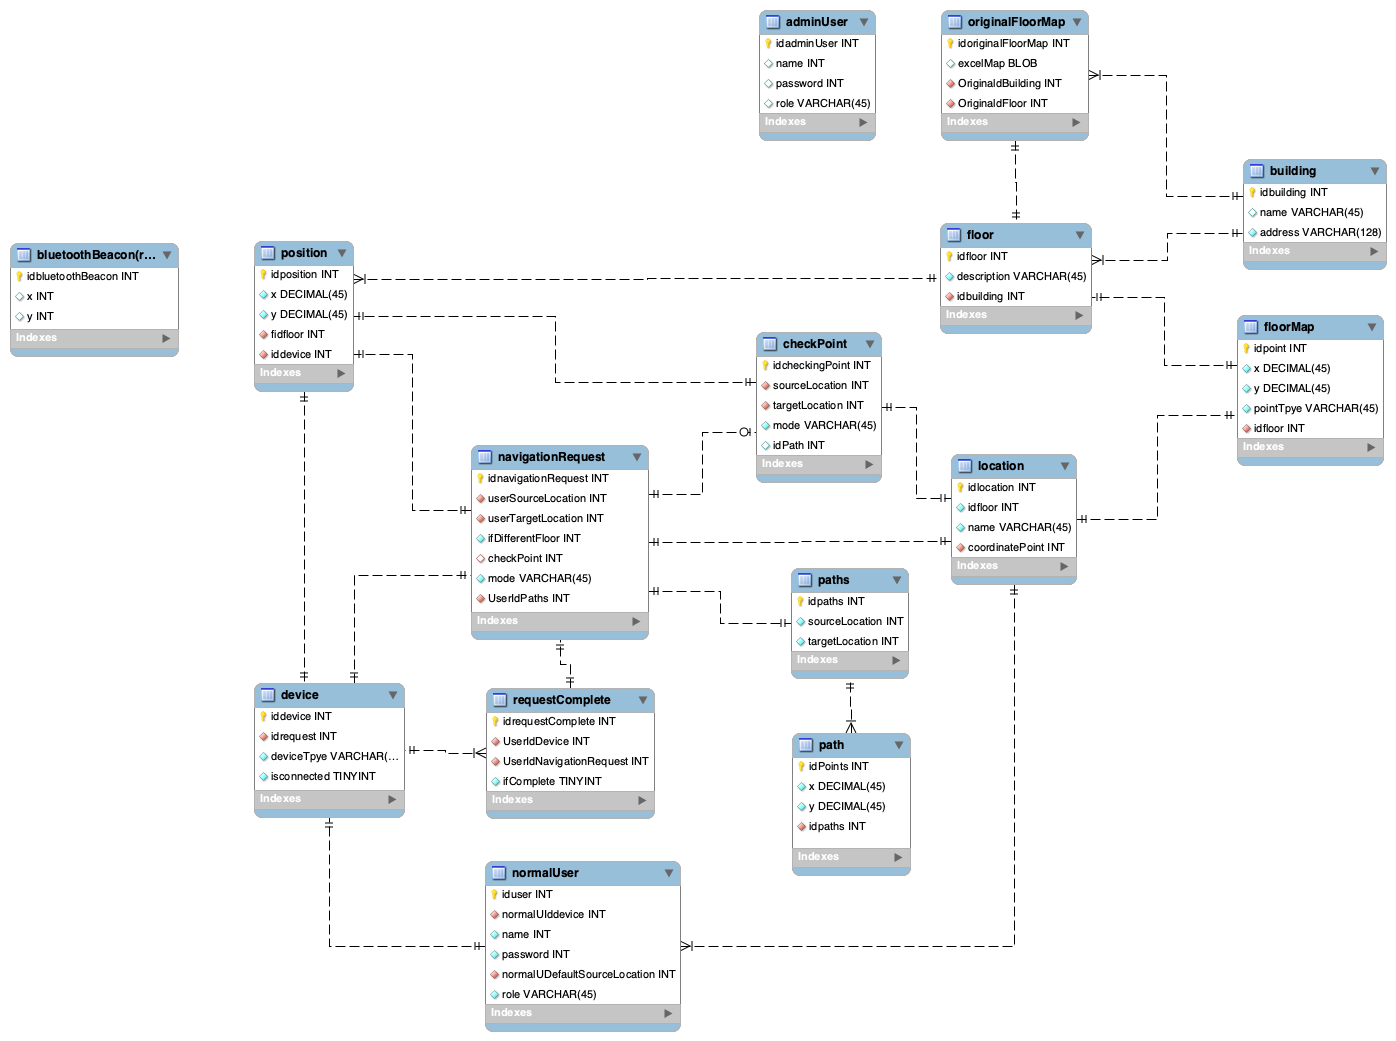 adminUser
idadminUser INT
name INT
password INT
role VARCHAR(45)
Indexes
originalFloorMap
idoriginalFloorMap INT
excelMap BLOB
OriginaldBuilding INT
OriginaldFloor INT
Indexes
building
idbuilding INT
name VARCHAR(45)
address VARCHAR(128)
Indexes
bluetoothBeacon(r...
idbluetoothBeacon INT
x INT
y INT
Indexes
position
idposition INT
x DECIMAL(45)
y DECIMAL(45)
fidfloor INT
iddevice INT
Indexes
floor
idfloor INT
description VARCHAR(45)
idbuilding INT
Indexes
floorMap
idpoint INT
x DECIMAL(45)
y DECIMAL(45)
pointTpye VARCHAR(45)
idfloor INT
Indexes
checkPoint
idcheckingPoint INT
sourceLocation INT
targetLocation INT
mode VARCHAR(45)
idPath INT
Indexes
navigationRequest
idnavigationRequest INT
userSourceLocation INT
userTargetLocation INT
ifDifferentFloor INT
checkPoint INT
mode VARCHAR(45)
UserIdPaths INT
Indexes
location
idlocation INT
idfloor INT
name VARCHAR(45)
coordinatePoint INT
Indexes
paths
idpaths INT
sourceLocation INT
targetLocation INT
Indexes
device
iddevice INT
idrequest INT
deviceTpye VARCHAR(...
isconnected TINYINT
Indexes
requestComplete
idrequestComplete INT
UserIdDevice INT
UserIdNavigationRequest INT
ifComplete TINYINT
Indexes
path
idPoints INT
x DECIMAL(45)
y DECIMAL(45)
idpaths INT
Indexes
normalUser
iduser INT
normalUIddevice INT
name INT
password INT
normalUDefaultSourceLocation INT
role VARCHAR(45)
Indexes